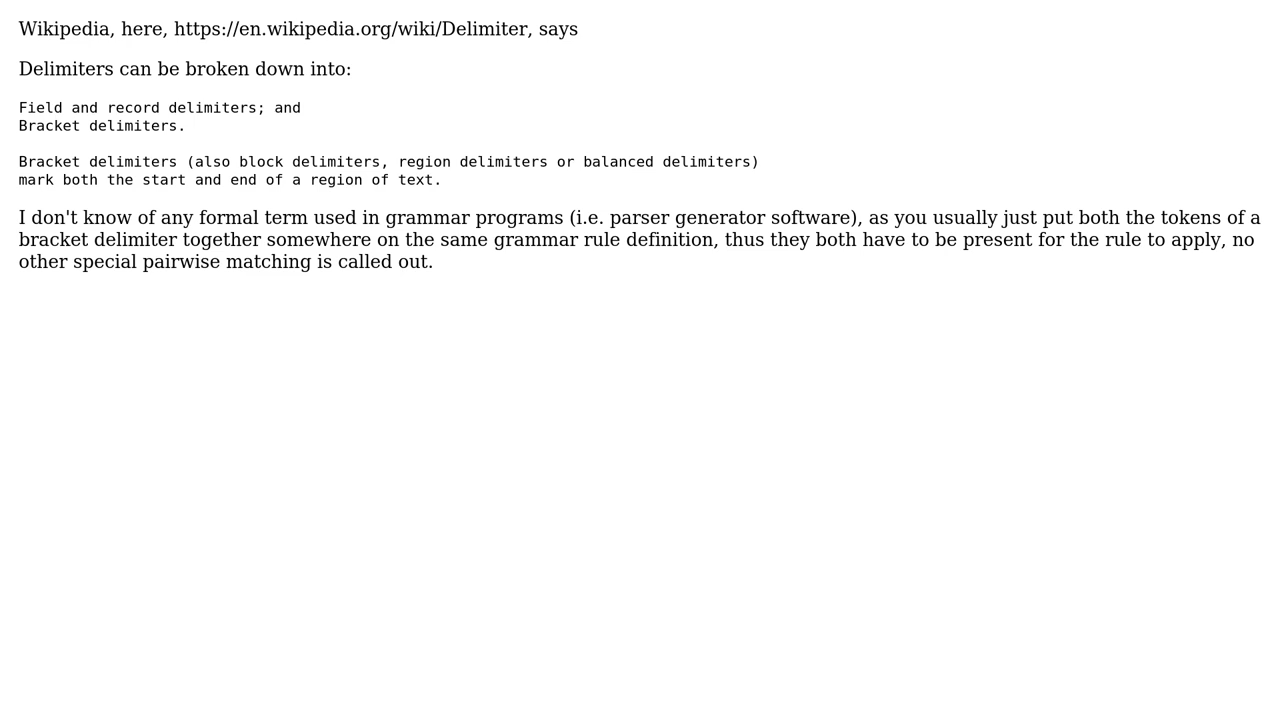 Wikipedia, here, https://en.wikipedia.org/wiki/Delimiter, says
Delimiters can be broken down into:
Field and record delimiters; and
Bracket delimiters.
Bracket delimiters (also block delimiters, region delimiters or balanced delimiters)
mark both the start and end of a region of text.
I don't know of any formal term used in grammar programs (i.e. parser generator software), as you usually just put both the tokens of a
bracket delimiter together somewhere on the same grammar rule definition, thus they both have to be present for the rule to apply, no
other special pairwise matching is called out.